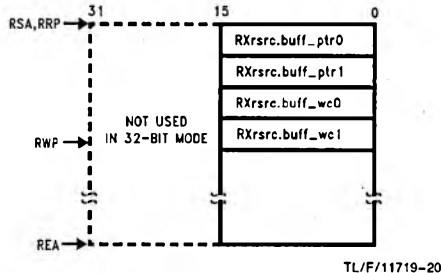 31 15 0
RSA,RRP
RXrsrc.buff_ptr0
RXrsrc.buff_ptr1
NOT USED
IN 32-BIT MODE
RXrsrc.buff_wc0
RWP
RXrsrc.buff_wc1
REA
TL/F/11719-20